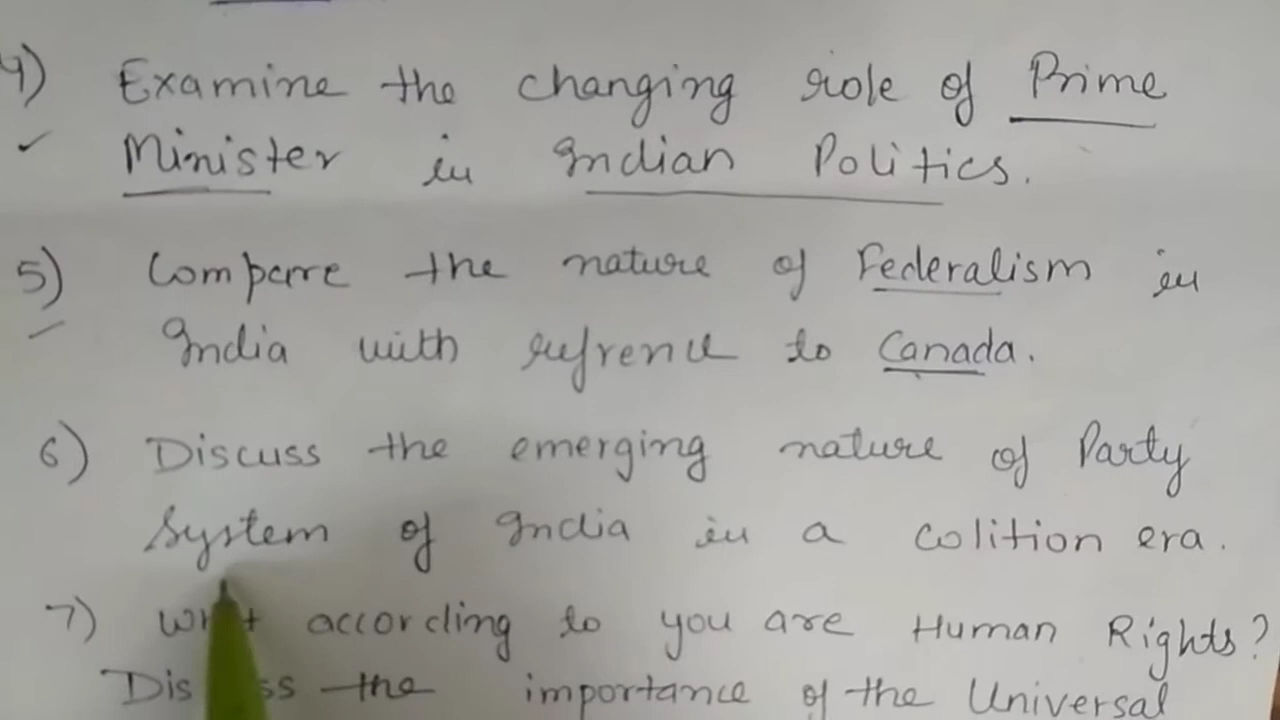 4) Examine the changing role of Prime
Minister in Indian Politics.
5) Compare the nature of Federalism in
India with refrence to Canada.
6) Discuss the emerging nature of Party
System of India in a colition era.
7) according to you are Human Rights?
the importance of the Universal